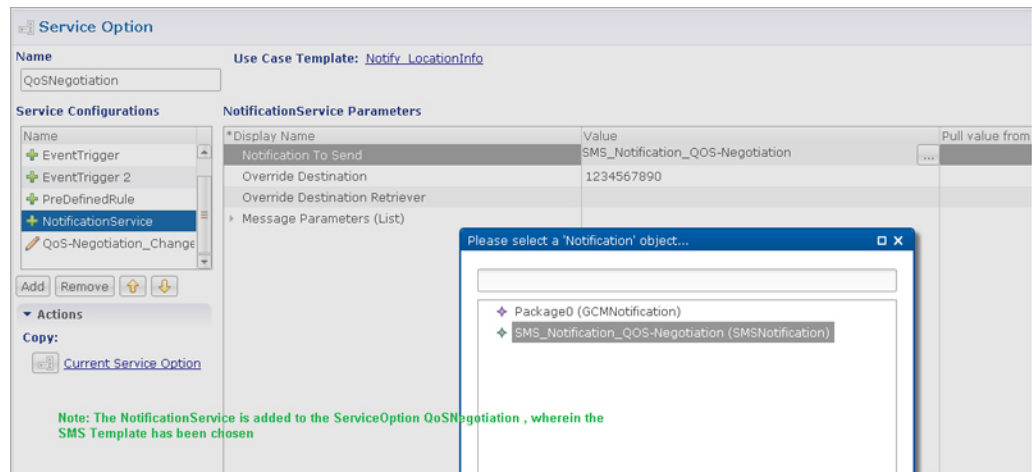 Service Option
Name
Use Case Template: Notify_LocationInfo
QoSNegotiation
Service Configurations
NotificationService Parameters
Name
*Display Name
Value
Pull value from
EventTrigger
Notification To Send
SMS_Notification_QOS-Negotiation
...
EventTrigger 2
Override Destination
1234567890
PreDefinedRule
Override Destination Retriever
NotificationService
Message Parameters (List)
QoS-Negotiation_Change
Please select a 'Notification' object...
Add
Remove
Package0 (GCMNotification)
Actions
SMS_Notification_QOS-Negotiation (SMSNotification)
Copy:
Current Service Option
Note: The NotificationService is added to the ServiceOption QoSNegotiation , wherein the
SMS Template has been chosen